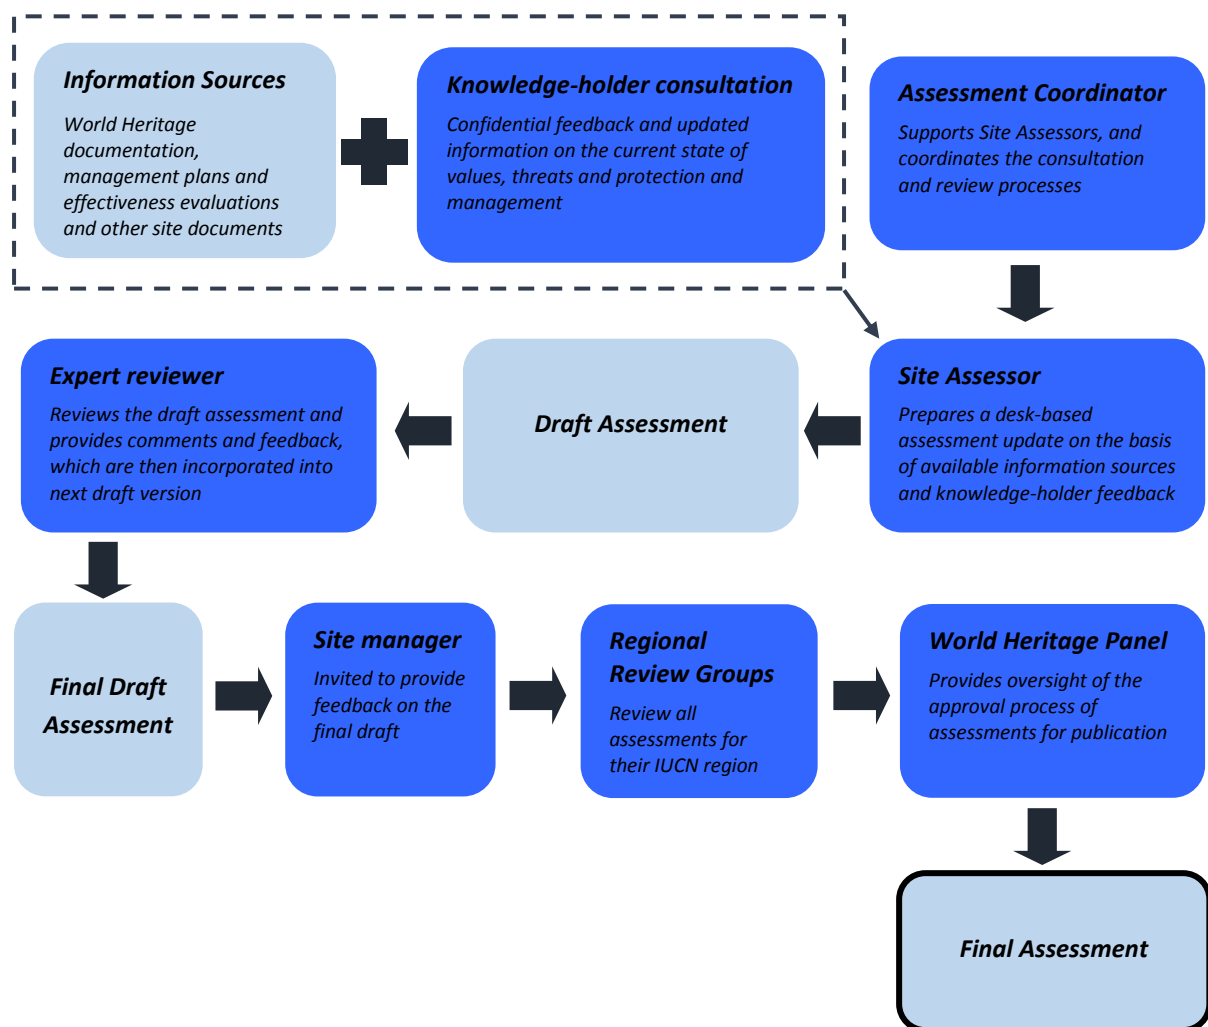 Information Sources
World Heritage
documentation,
management plans and
effectiveness evaluations
and other site documents
Knowledge-holder consultation
Confidential feedback and updated
information on the current state of
values, threats and protection and
management
Assessment Coordinator
Supports Site Assessors, and
coordinates the consultation
and review processes
Site Assessor
Prepares a desk-based
assessment update on the basis
of available information sources
and knowledge-holder feedback
Draft Assessment
Expert reviewer
Reviews the draft assessment and
provides comments and feedback,
which are then incorporated into
next draft version
Final Draft
Assessment
Site manager
Invited to provide
feedback on the
final draft
Regional
Review Groups
Review all
assessments for
their IUCN region
World Heritage Panel
Provides oversight of the
approval process of
assessments for publication
Final Assessment